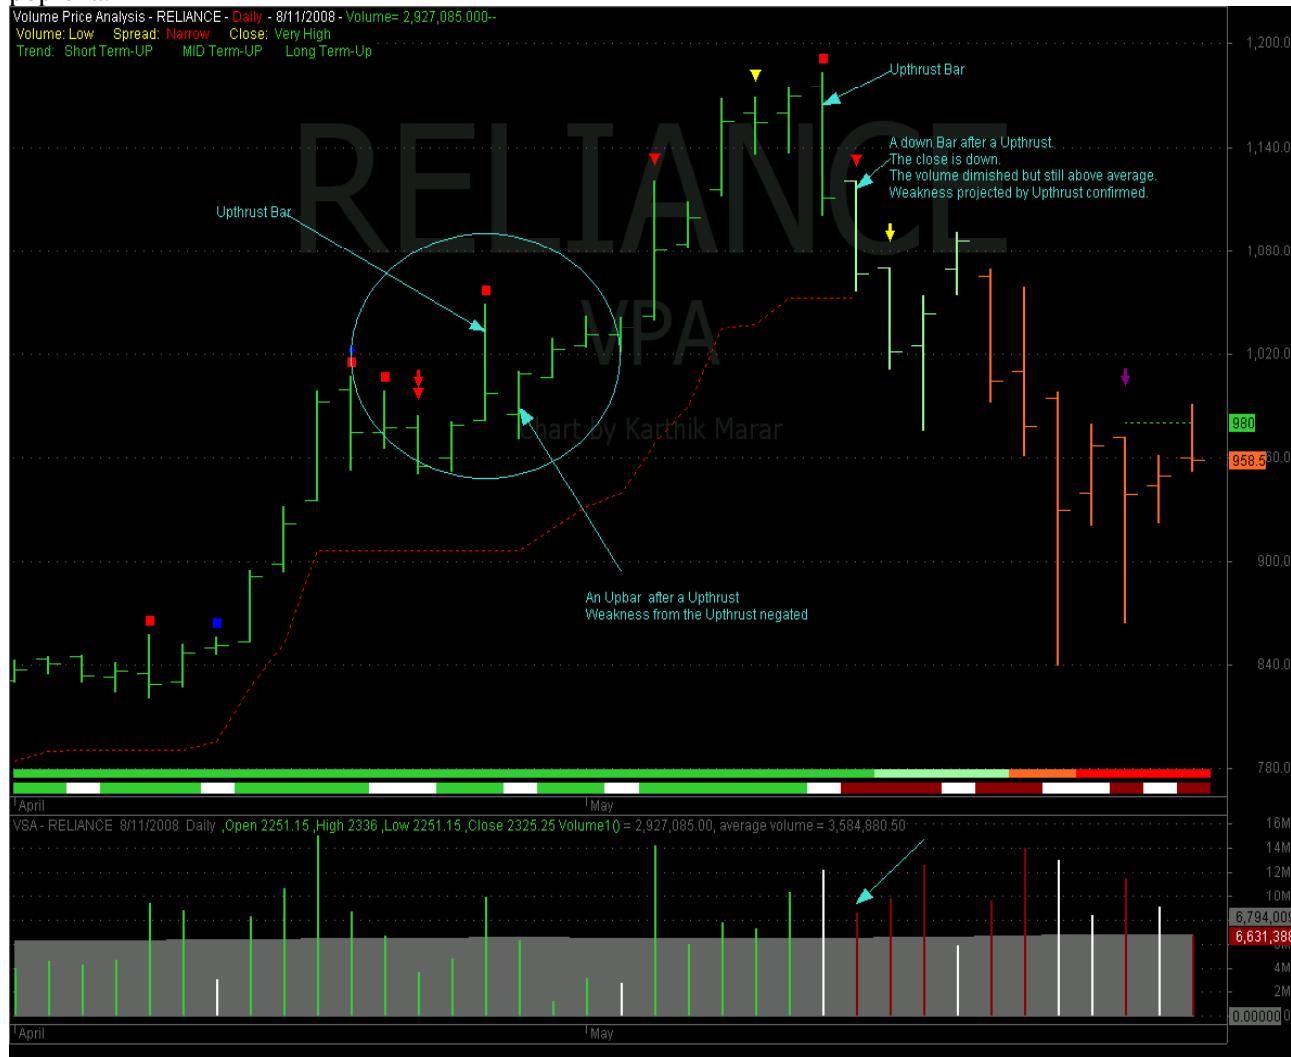 Volume Price Analysis - RELIANCE - Daily - 8/11/2008 - Volume= 2,927,085.000--
Volume: Low Spread: Narrow Close: Very High
Trend: Short Term-UP MID Term-UP Long Term-Up
1,200.0
Upthrust Bar
RELIANCE
A down Bar after a Upthrust.
The close is down.
The volume dimished but still above average.
Weakness projected by Upthrust confirmed.
1,140.0
Upthrust Bar
1,080.0
VPA
1,020.0
Chart by Karthik Marar
980
958.5
900.0
An Upbar after a Upthrust
Weakness from the Upthrust negated
840.0
780.0
April May
VSA - RELIANCE 8/11/2008 Daily ,Open 2251.15 ,High 2336 ,Low 2251.15 ,Close 2325.25 Volume1() = 2,927,085.00, average volume = 3,584,880.50
16M
14M
12M
10M
6,794,009
6,631,388
4M
2M
0.00000
April May